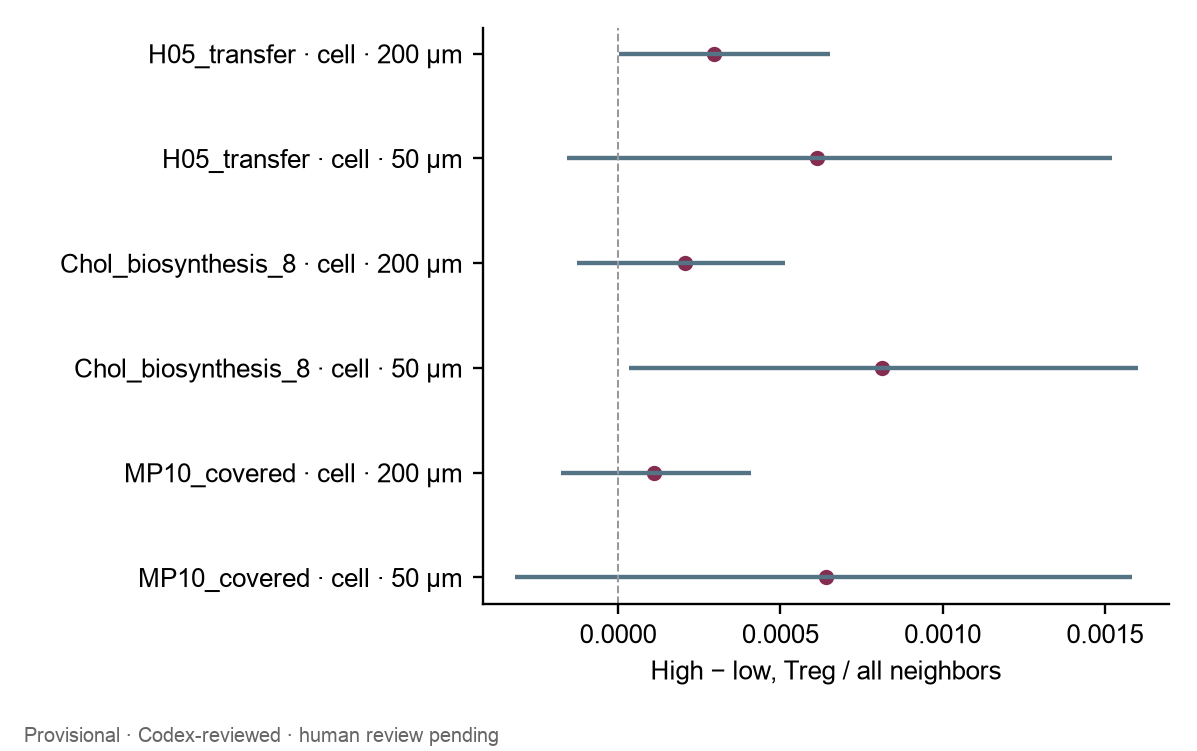 H05_transfer · cell · 200 µm
H05_transfer · cell · 50 µm
Chol_biosynthesis_8 · cell · 200 µm
Chol_biosynthesis_8 · cell · 50 µm
MP10_covered · cell · 200 µm
MP10_covered · cell · 50 µm
0.0000 0.0005 0.0010 0.0015
High − low, Treg / all neighbors
Provisional · Codex-reviewed · human review pending